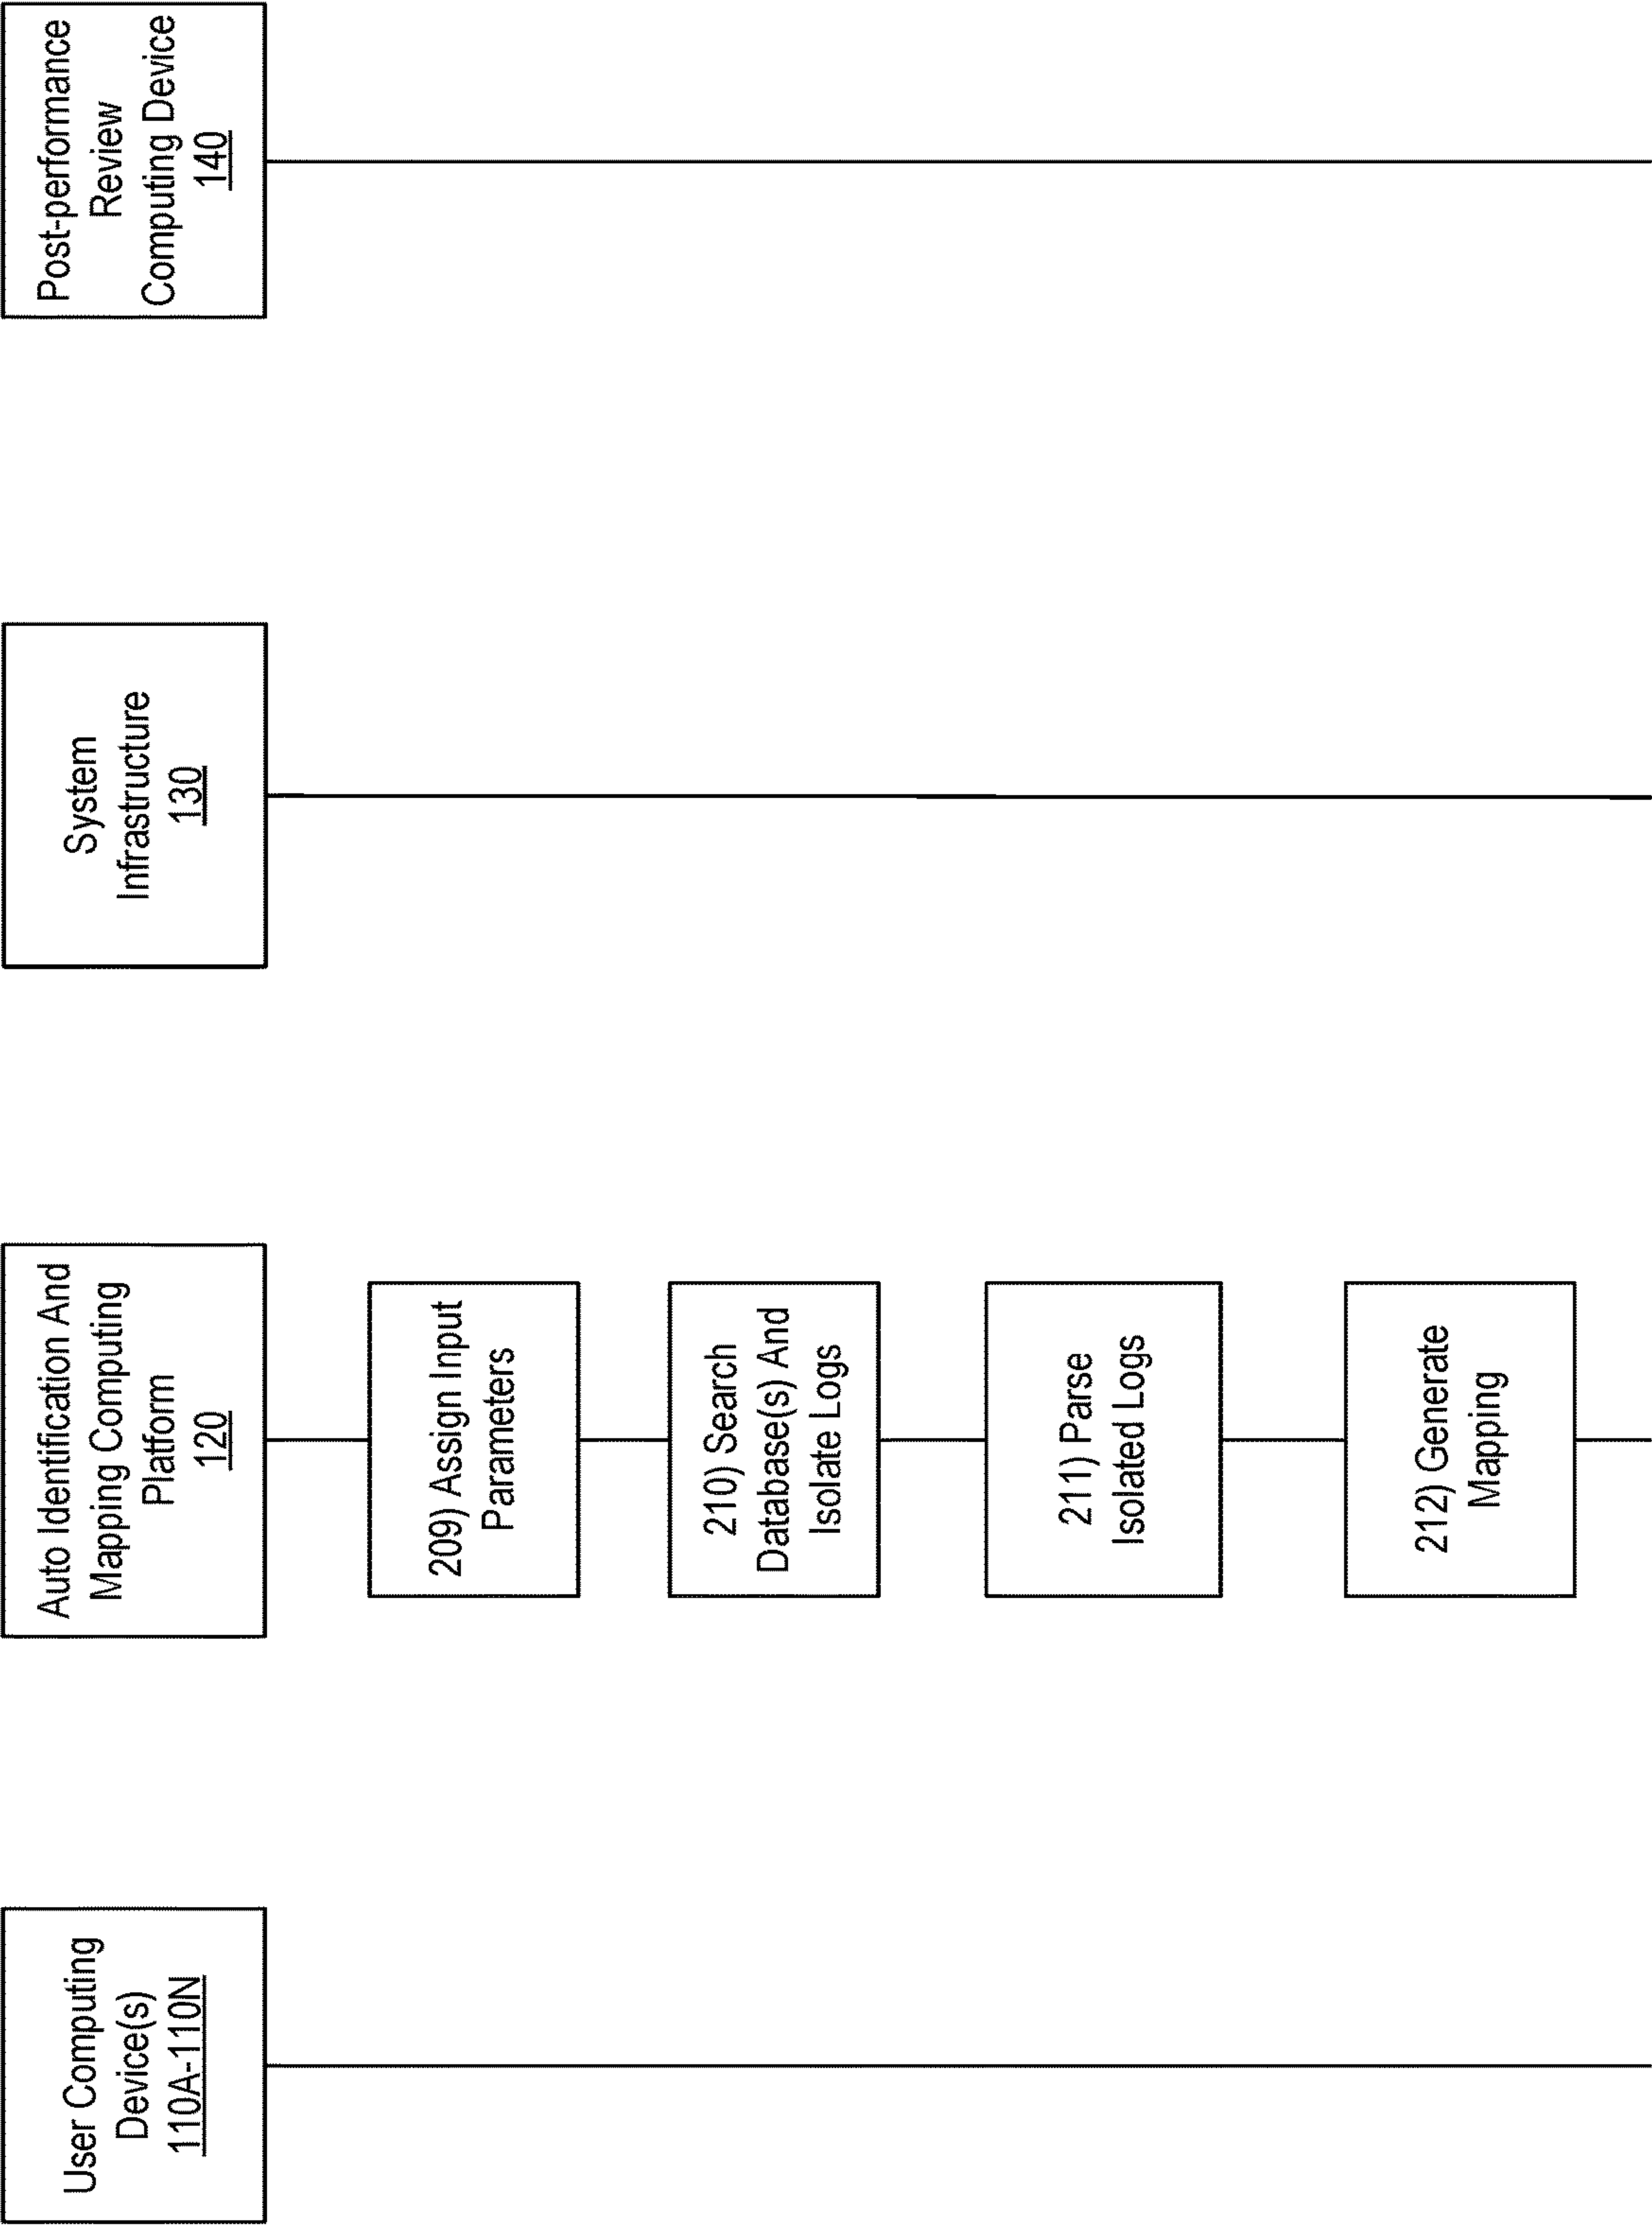 User Computing
Device(s)
110A-110N
Auto Identification And
Mapping Computing
Platform
120
System
Infrastructure
130
Post-performance
Review
Computing Device
140
209) Assign Input
Parameters
210) Search
Database(s) And
Isolate Logs
211) Parse
Isolated Logs
212) Generate
Mapping